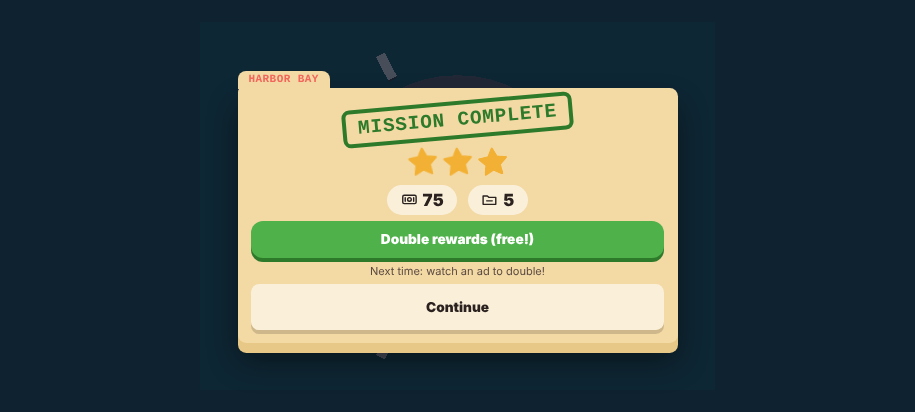 HARBOR BAY
MISSION COMPLETE
75 5
Double rewards (free!)
Next time: watch an ad to double!
Continue